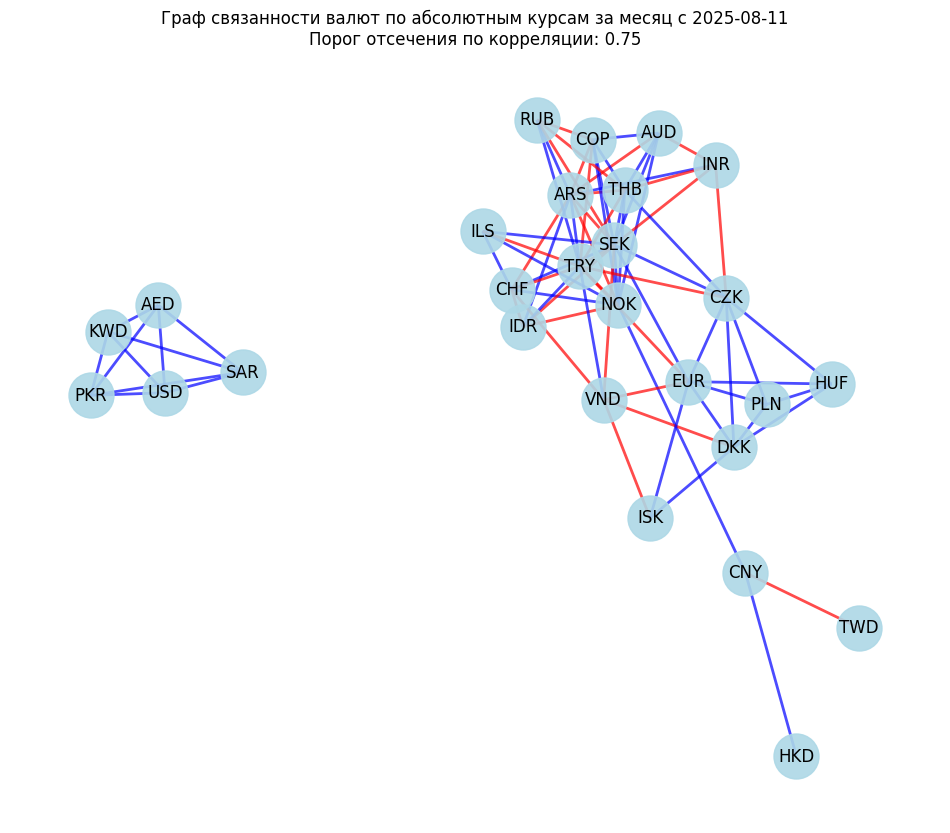 Граф связанности валют по абсолютным курсам за месяц с 2025-08-11
Порог отсечения по корреляции: 0.75
RUB
COP
AUD
INR
ARS
THB
ILS
SEK
TRY
CHF
NOK
CZK
IDR
AED
KWD
SAR
USD
PKR
EUR
HUF
VND
PLN
DKK
ISK
CNY
TWD
HKD